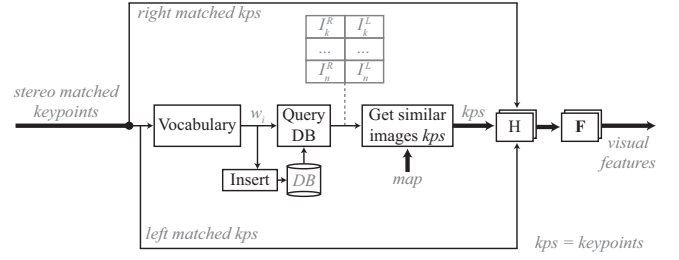 right matched kps
I_k^R I_k^L
... ...
I_n^R I_n^L
stereo matched
keypoints
Vocabulary
w_i
Query
DB
Get similar
images kps
kps
H
F
visual
features
Insert
DB
map
left matched kps
kps = keypoints